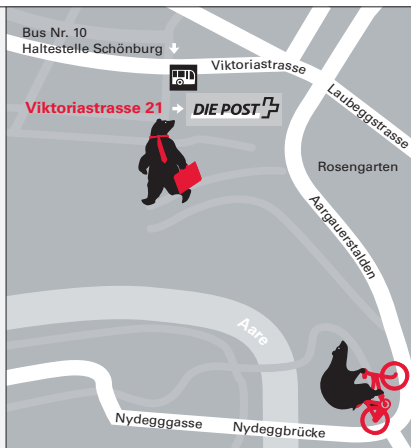 Bus Nr. 10
Haltestelle Schönburg
Viktoriastrasse
Viktoriastrasse 21
DIE POST
Laubeggstrasse
Rosengarten
Aargauerstalden
Aare
Nydegggasse
Nydeggbrücke